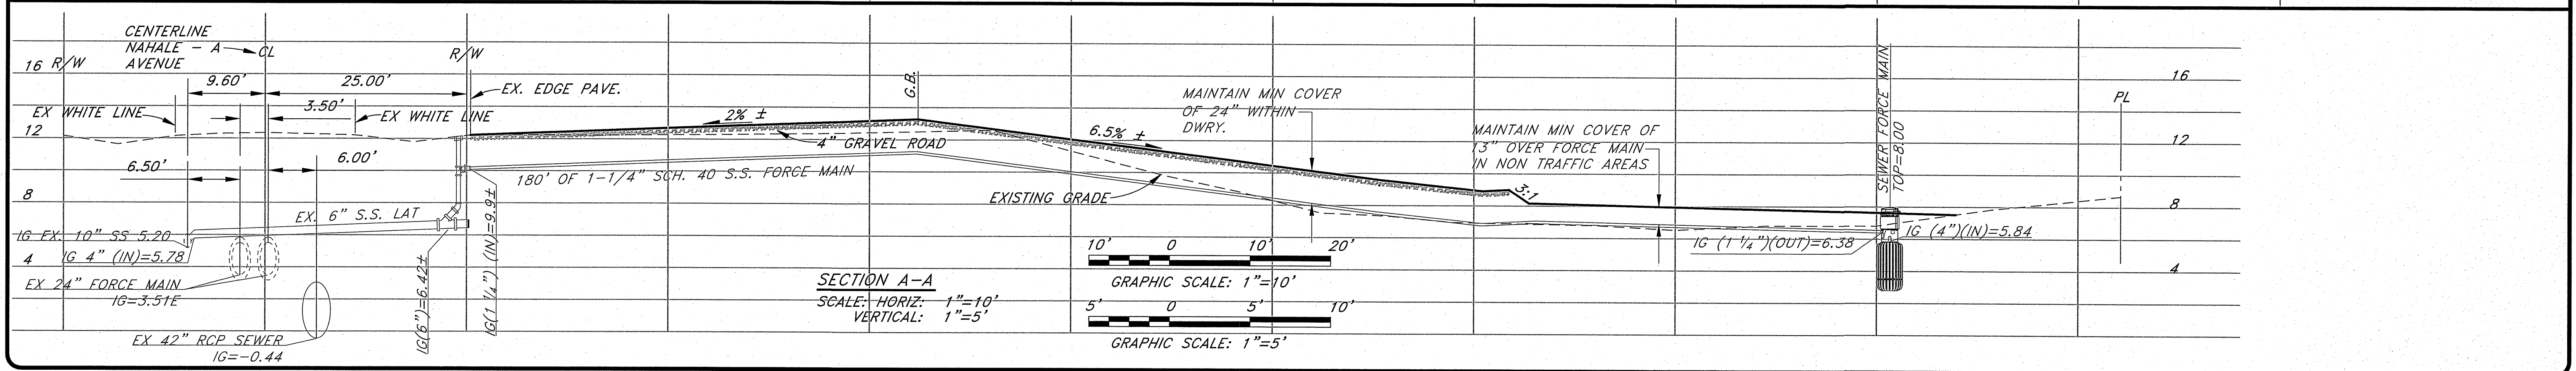 CENTERLINE
NAHALE - A
AVENUE
CL
R/W
R/W
16
9.60'
25.00'
EX. EDGE PAVE.
EX WHITE LINE
3.50'
EX WHITE LINE
12
6.50'
6.00'
8
EX. 6" S.S. LAT
IG EX. 10" SS 5.20
IG 4" (IN)=5.78
4
EX 24" FORCE MAIN
IG=3.51E
EX 42" RCP SEWER
IG=-0.44
IG(6")=6.42±
IG(1 1/4") (IN)=9.9±
2% ±
G.B.
4" GRAVEL ROAD
180' OF 1-1/4" SCH. 40 S.S. FORCE MAIN
6.5% ±
EXISTING GRADE
MAINTAIN MIN COVER
OF 24" WITHIN
DWRY.
MAINTAIN MIN COVER OF
13" OVER FORCE MAIN
IN NON TRAFFIC AREAS
3:1
SECTION A-A
SCALE: HORIZ: 1"=10'
VERTICAL: 1"=5'
10' 0 10' 20'
GRAPHIC SCALE: 1"=10'
5' 0 5' 10'
GRAPHIC SCALE: 1"=5'
SEWER FORCE MAIN
TOP=8.00
IG (1 1/4")(OUT)=6.38
IG (4")(IN)=5.84
PL
16
12
8
4